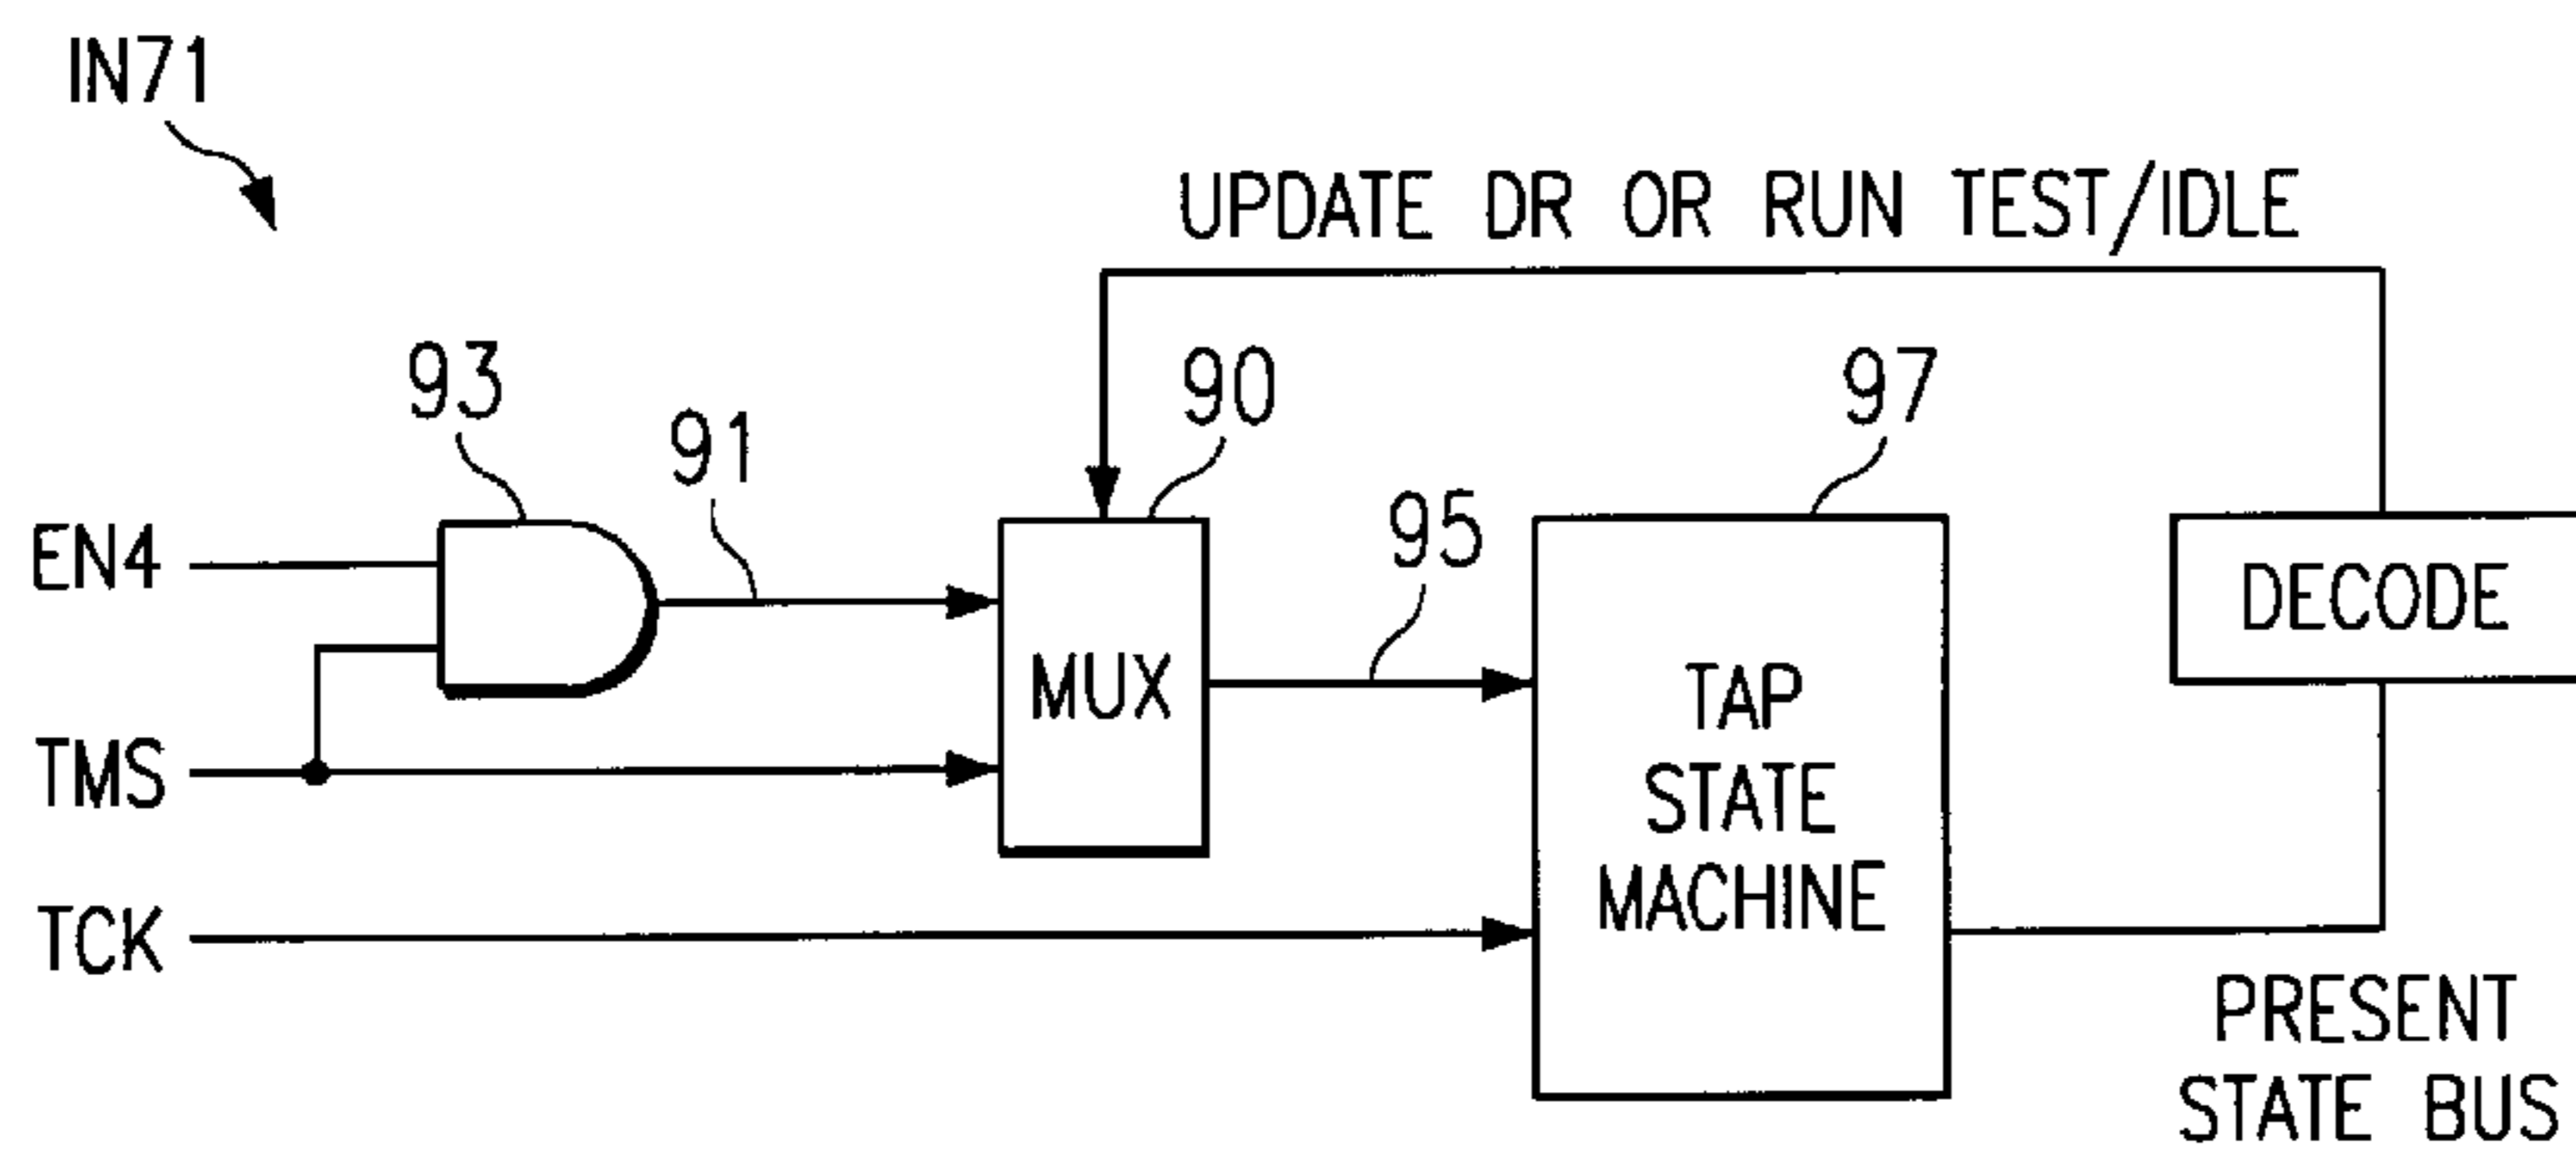 IN71
UPDATE DR OR RUN TEST/IDLE
93
91
90
97
95
EN4
TMS
TCK
MUX
TAP
STATE
MACHINE
DECODE
PRESENT
STATE BUS